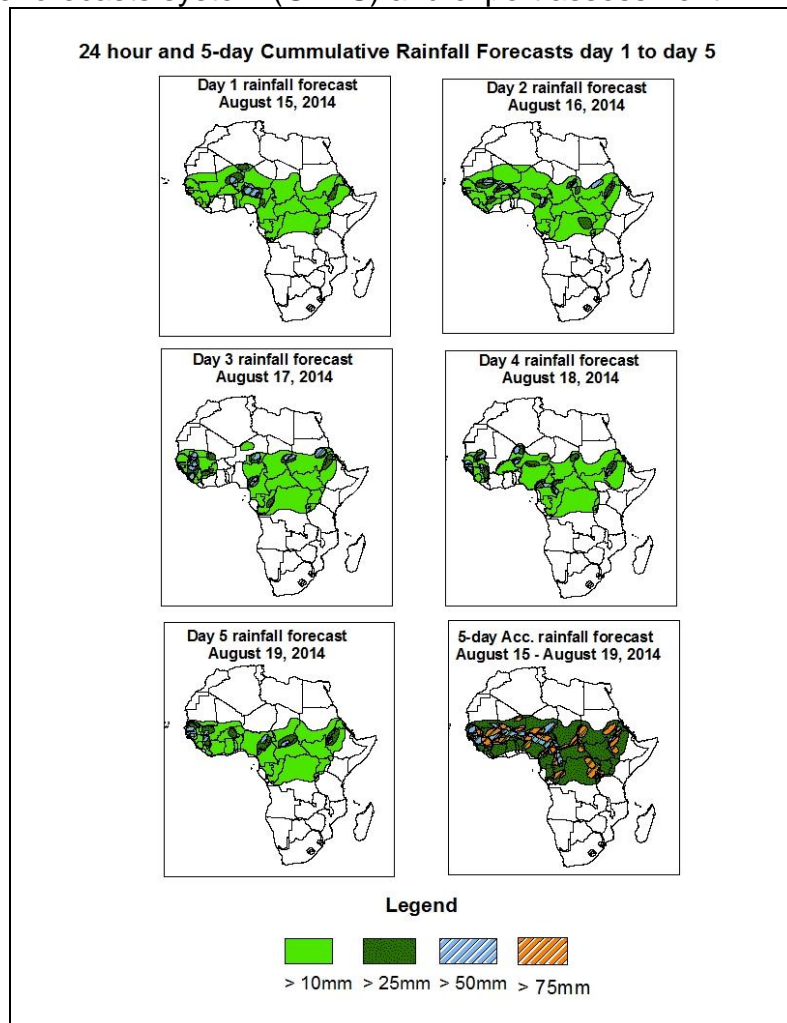 24 hour and 5-day Cummulative Rainfall Forecasts day 1 to day 5
Day 1 rainfall forecast
August 15, 2014
Day 2 rainfall forecast
August 16, 2014
Day 3 rainfall forecast
August 17, 2014
Day 4 rainfall forecast
August 18, 2014
Day 5 rainfall forecast
August 19, 2014
5-day Acc. rainfall forecast
August 15 - August 19, 2014
Legend
> 10mm > 25mm > 50mm > 75mm